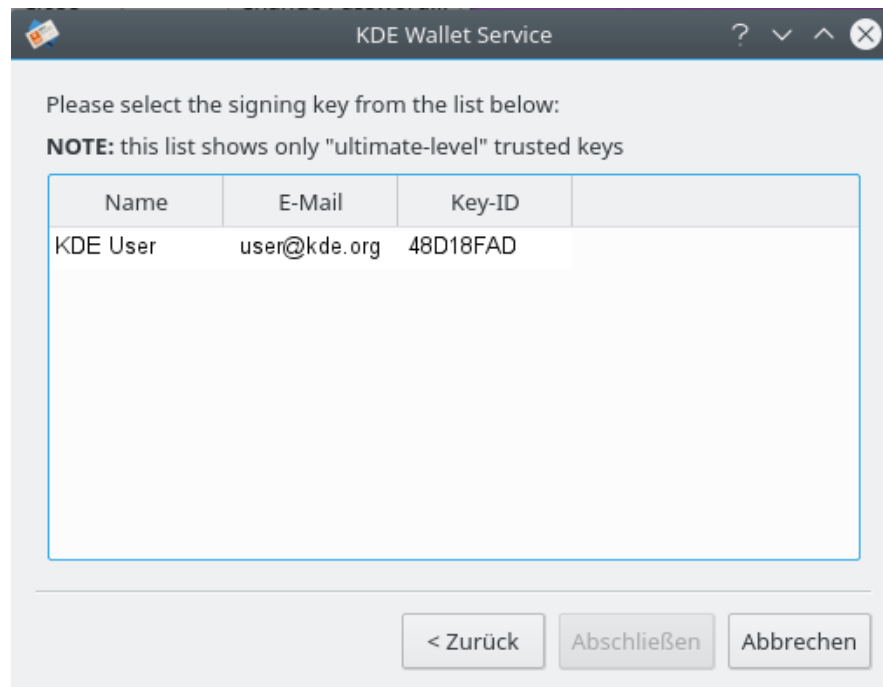 KDE Wallet Service
Please select the signing key from the list below:
NOTE: this list shows only "ultimate-level" trusted keys
Name E-Mail Key-ID
KDE User user@kde.org 48D18FAD
< Zurück Abschließen Abbrechen